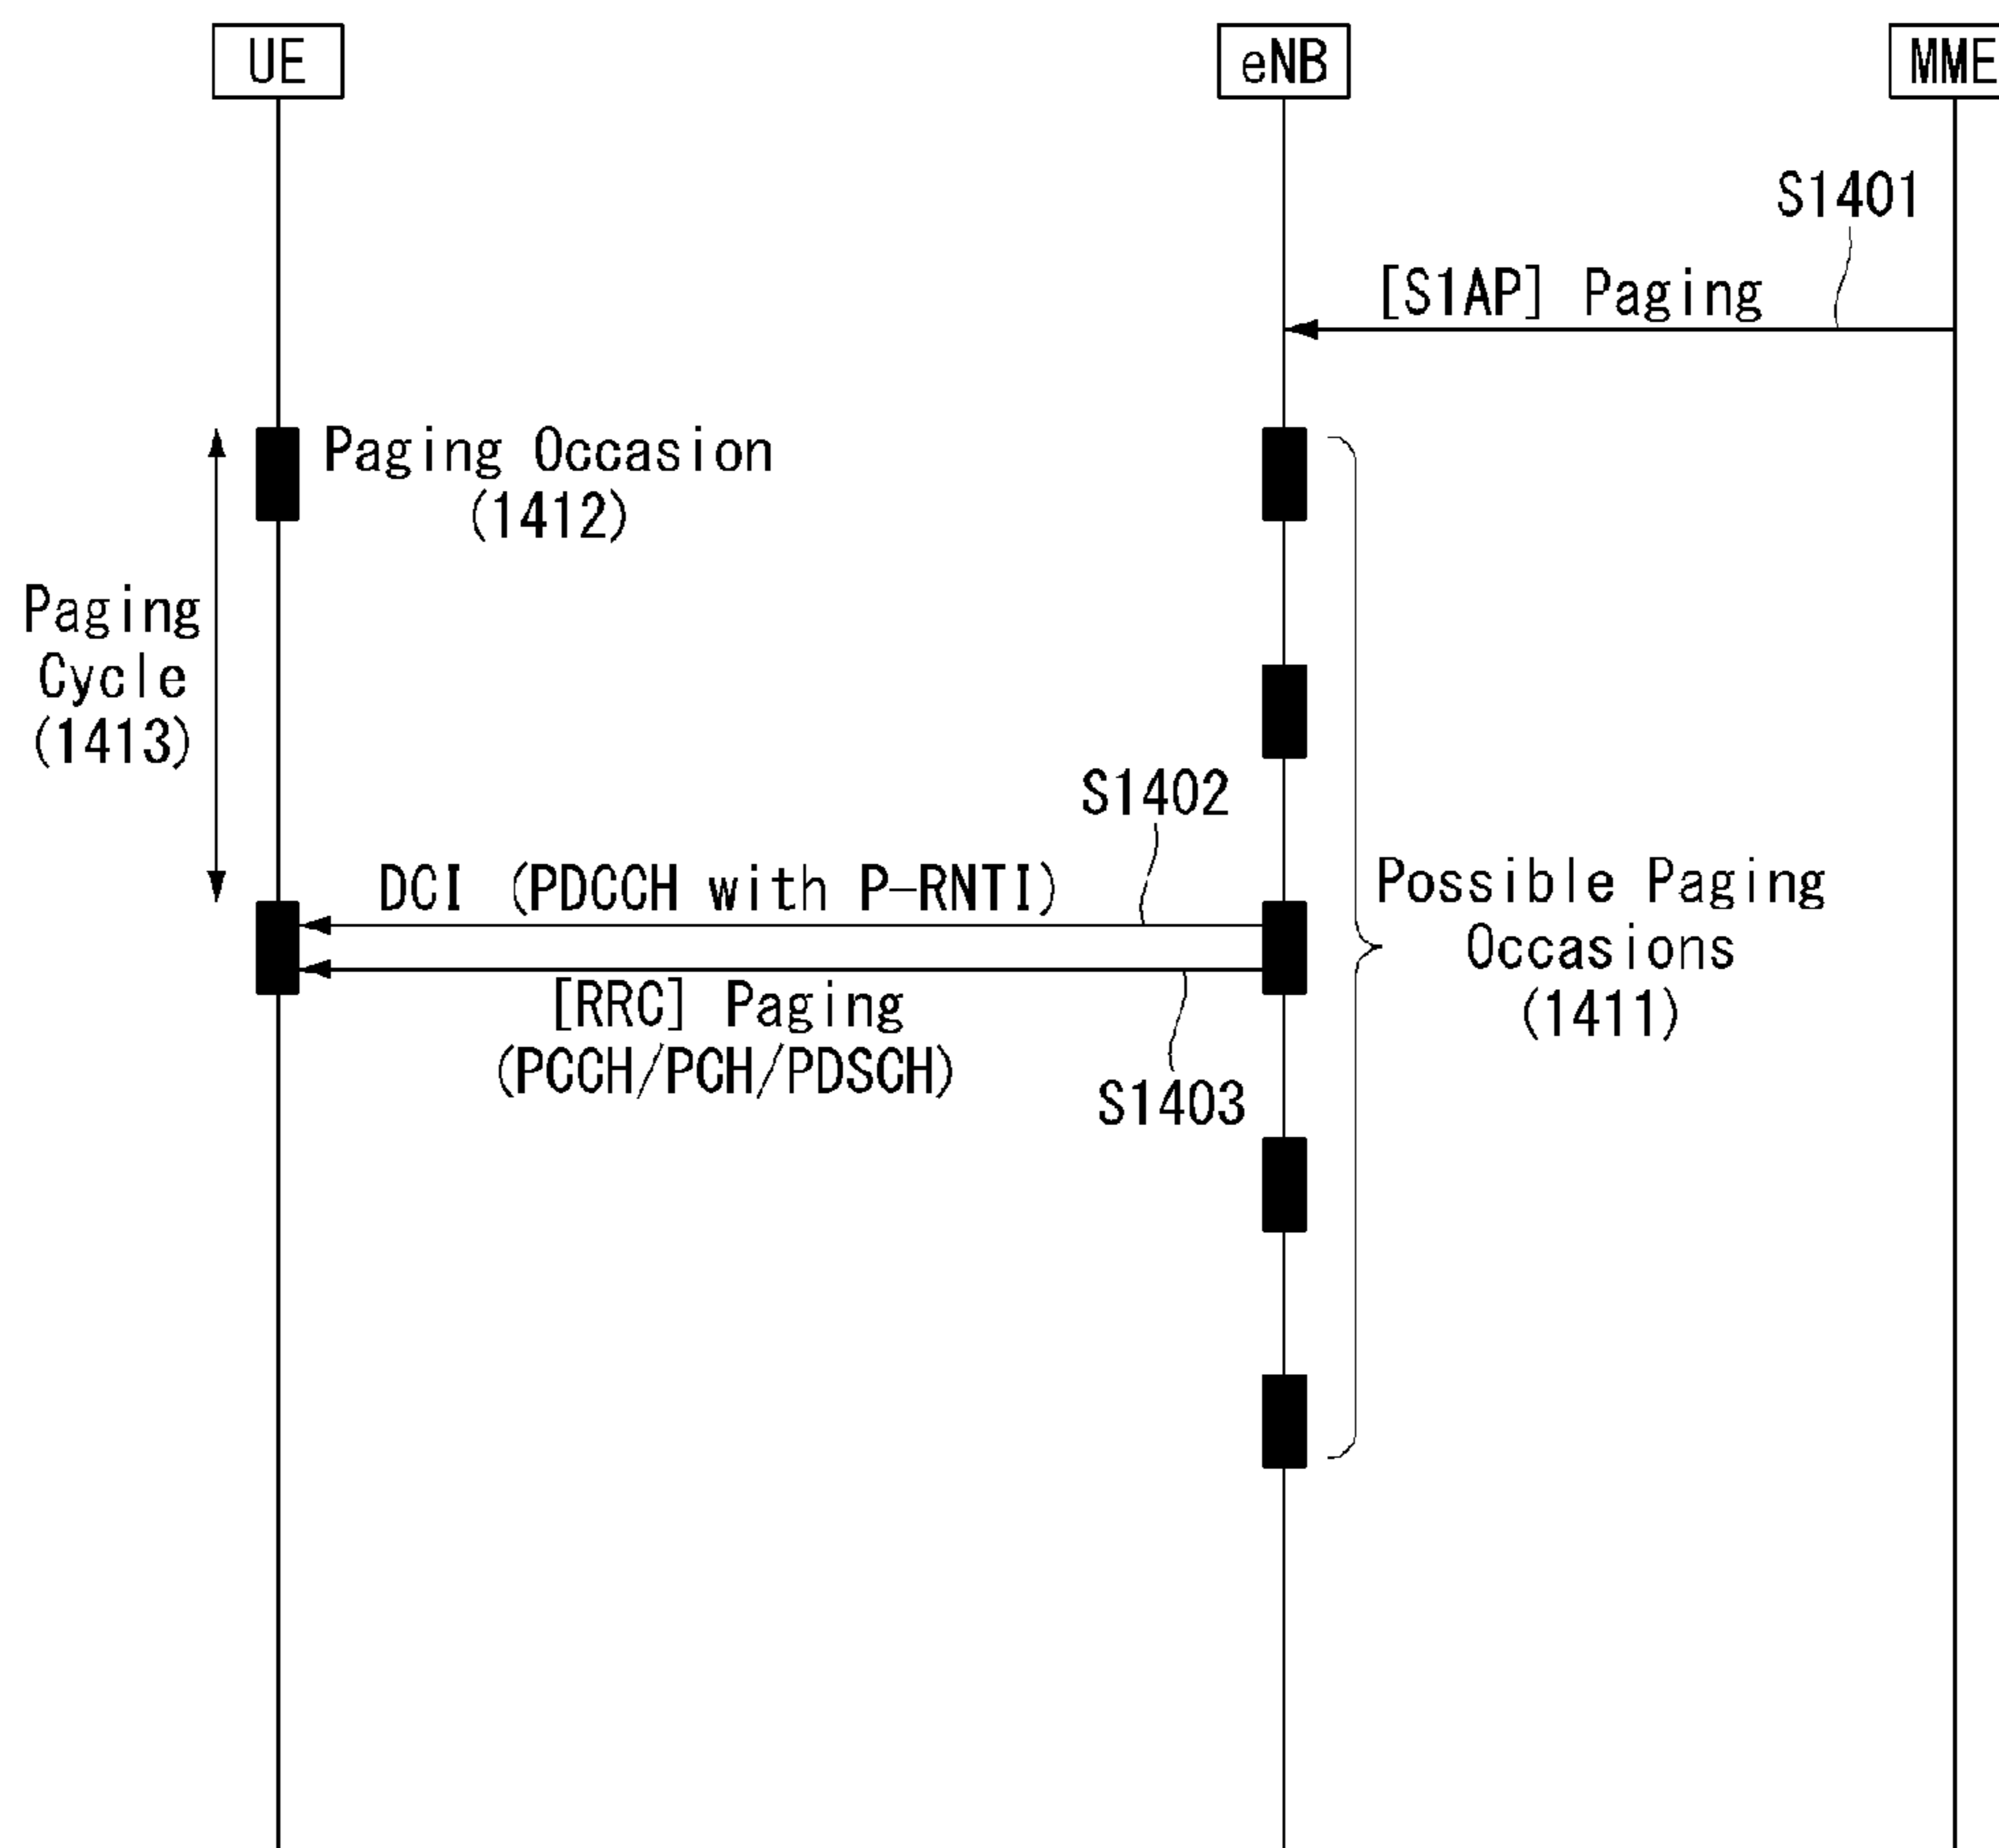 UE
eNB
MME
S1401
[S1AP] Paging
Paging Occasion
(1412)
Paging
Cycle
(1413)
S1402
DCI (PDCCH with P-RNTI)
[RRC] Paging
(PCCH/PCH/PDSCH)
S1403
Possible Paging
Occasions
(1411)